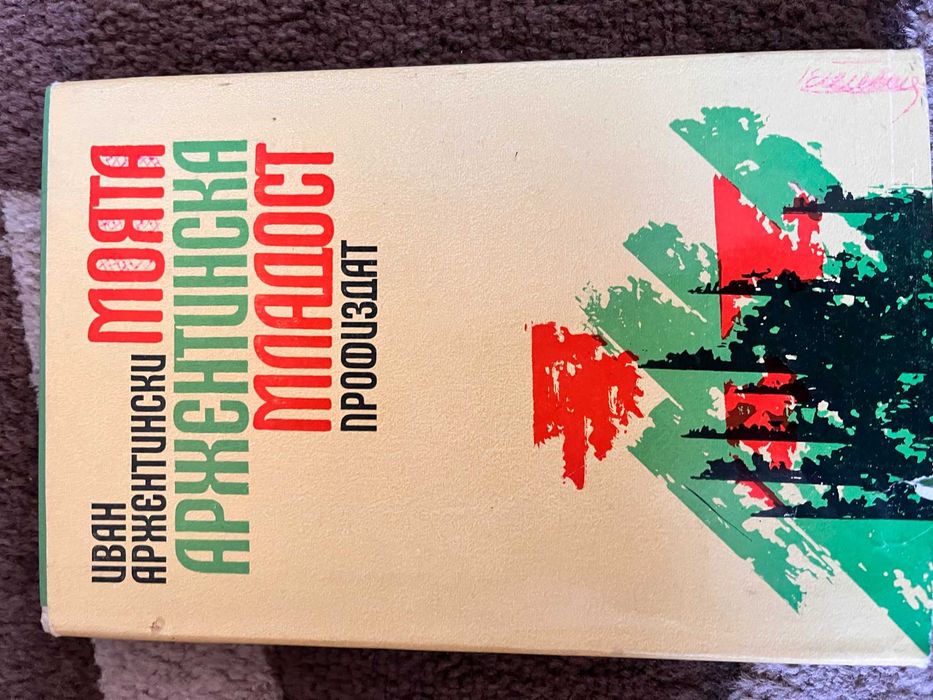 ИВАН
АРЖЕНТИНСКИ
МОЯТА
АРЖЕНТИНСКА
МЛАДОСТ
ПРОФИЗДАТ